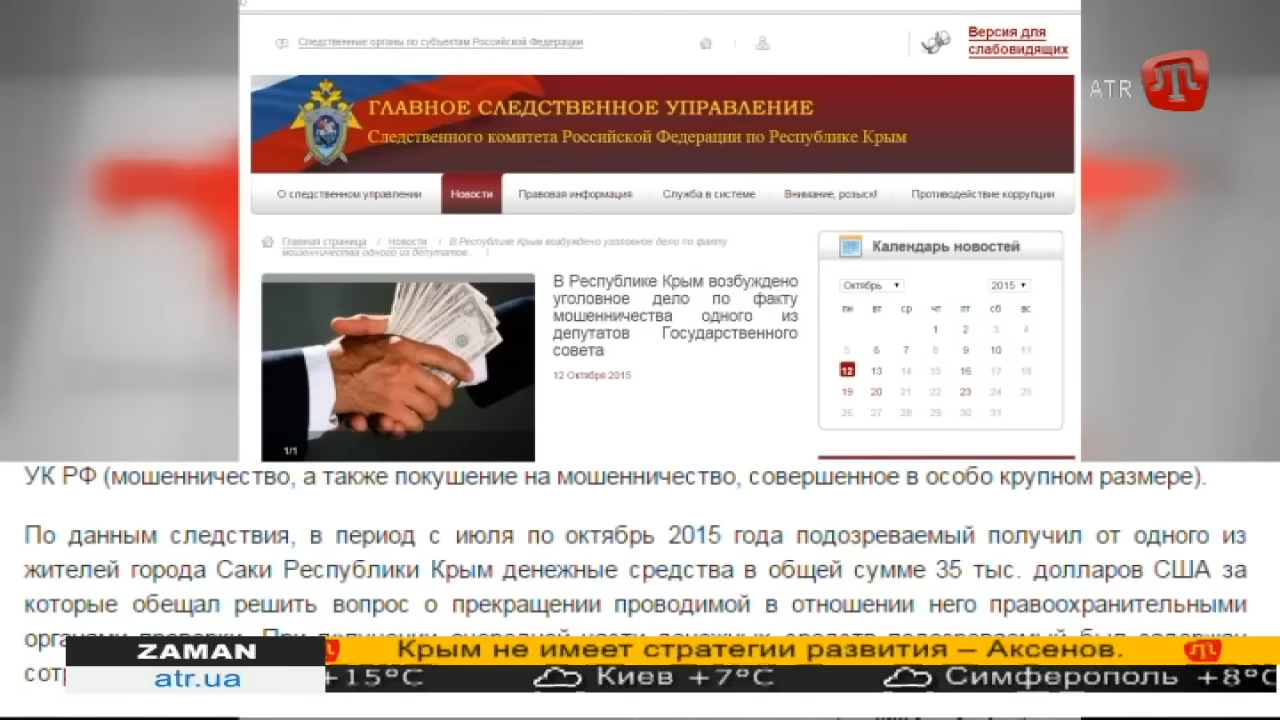 Следственные органы по субъектам Российской Федерации
Версия для
слабовидящих
ATR
ГЛАВНОЕ СЛЕДСТВЕННОЕ УПРАВЛЕНИЕ
Следственного комитета Российской Федерации по Республике Крым
О следственном управлении Новости Правовая информация Служба в системе Внимание, розыск! Противодействие коррупции
Главная страница / Новости / В Республике Крым возбуждено уголовное дело по факту
мошенничества одного из депутатов... /
В Республике Крым возбуждено
уголовное дело по факту
мошенничества одного из
депутатов Государственного
совета
12 Октября 2015
1/1
Календарь новостей
Октябрь 2015
пн вт ср чт пт сб вс
1 2 3 4
5 6 7 8 9 10 11
12 13 14 15 16 17 18
19 20 21 22 23 24 25
26 27 28 29 30 31
УК РФ (мошенничество, а также покушение на мошенничество, совершенное в особо крупном размере).
По данным следствия, в период с июля по октябрь 2015 года подозреваемый получил от одного из
жителей города Саки Республики Крым денежные средства в общей сумме 35 тыс. долларов США за
которые обещал решить вопрос о прекращении проводимой в отношении него правоохранительными
ZAMAN
atr.ua
Крым не имеет стратегии развития – Аксенов.
+15°C Киев +7°C Симферополь +8°C